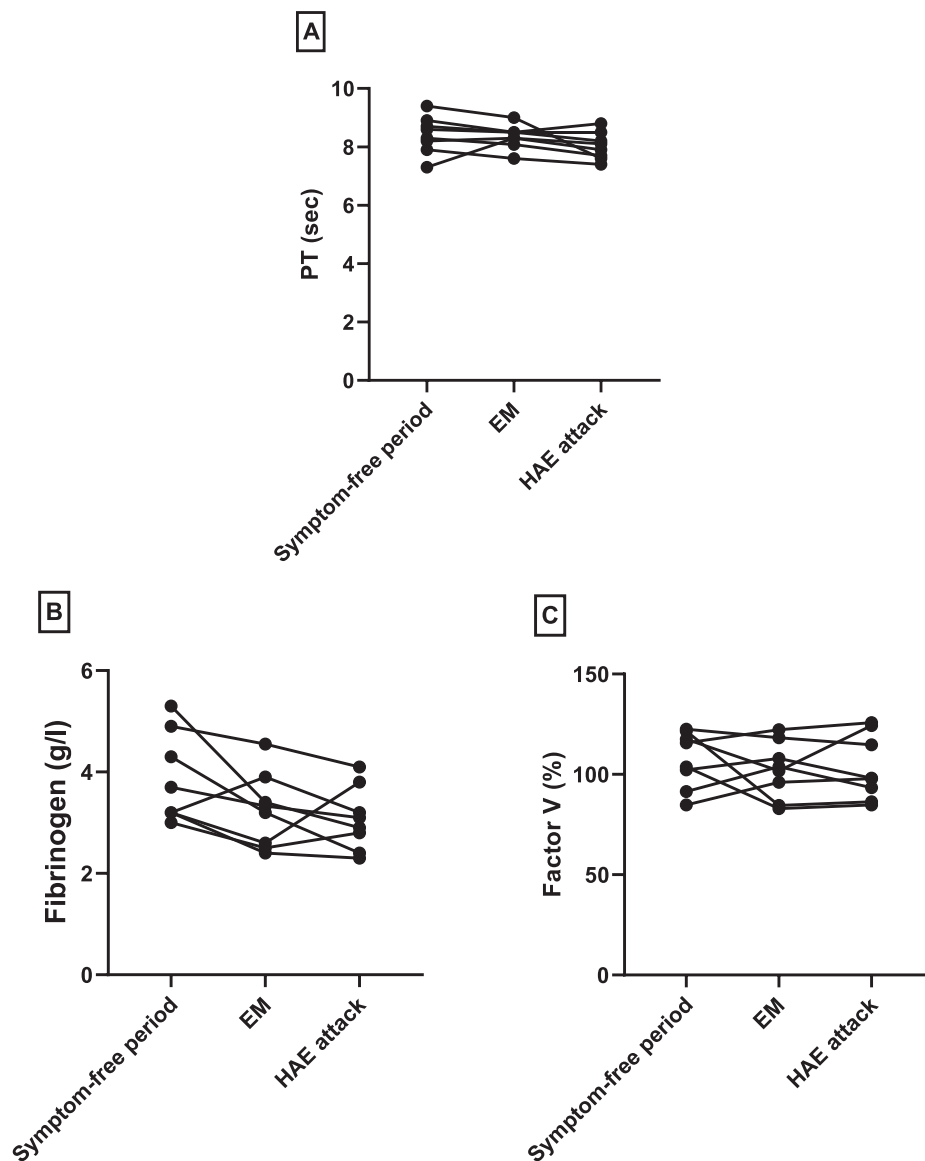 A
PT (sec)
10
8
6
4
2
0
Symptom-free period
EM
HAE attack
B
Fibrinogen (g/l)
6
4
2
0
Symptom-free period
EM
HAE attack
C
Factor V (%)
150
100
50
0
Symptom-free period
EM
HAE attack